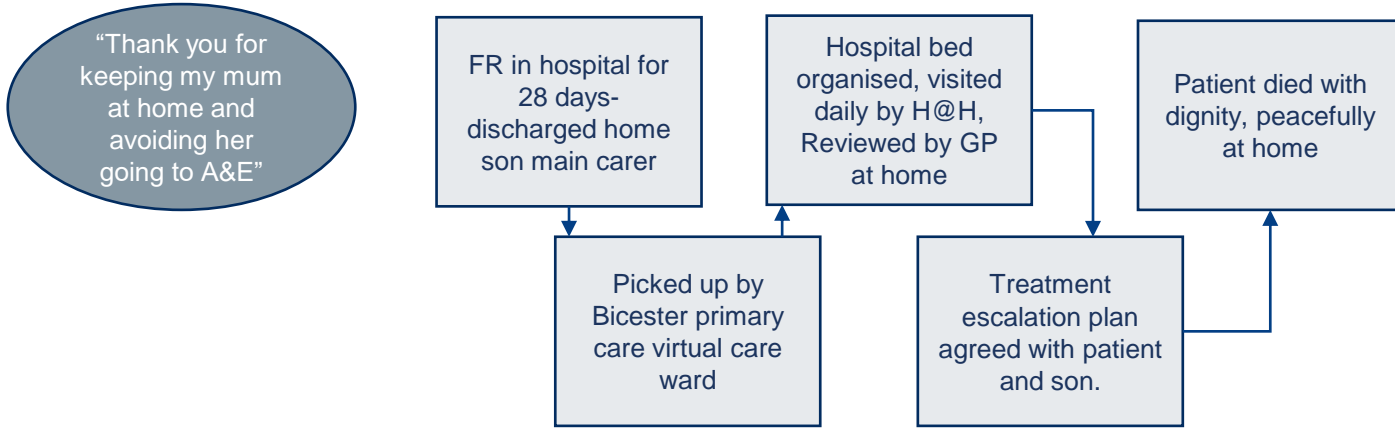 “Thank you for
keeping my mum
at home and
avoiding her
going to A&E”
FR in hospital for
28 days-
discharged home
son main carer
Picked up by
Bicester primary
care virtual care
ward
Hospital bed
organised, visited
daily by H@H,
Reviewed by GP
at home
Treatment
escalation plan
agreed with patient
and son.
Patient died with
dignity, peacefully
at home